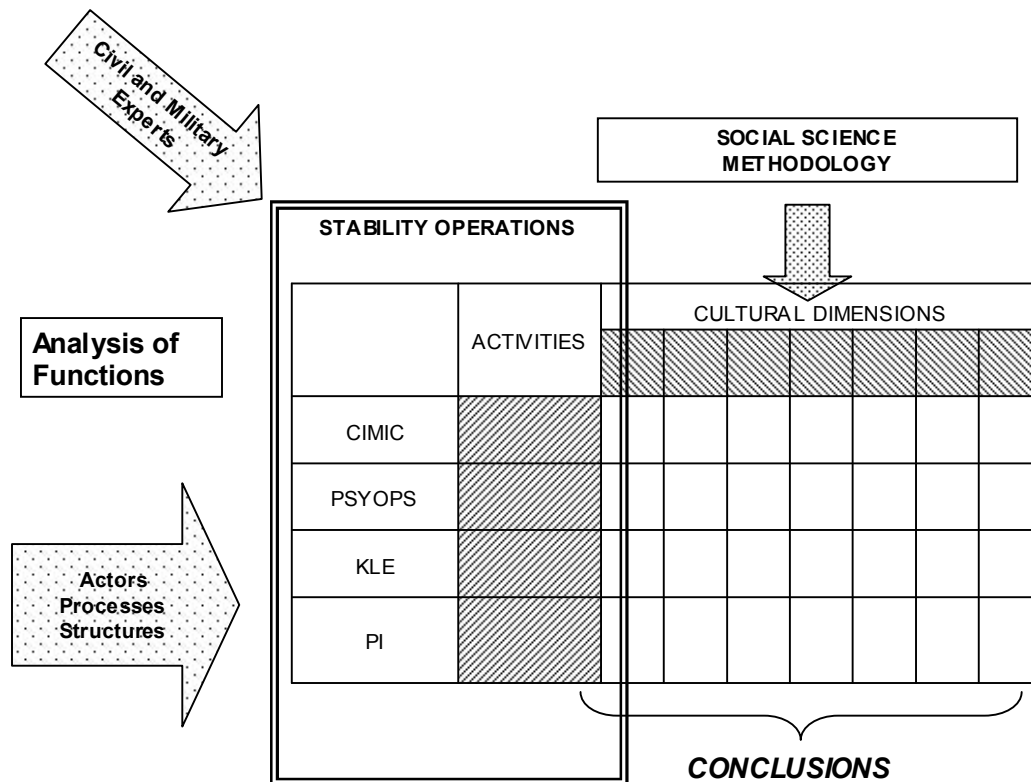 Civil and Military
Experts
SOCIAL SCIENCE
METHODOLOGY
STABILITY OPERATIONS
CULTURAL DIMENSIONS
ACTIVITIES
Analysis of
Functions
CIMIC
PSYOPS
KLE
PI
Actors
Processes
Structures
CONCLUSIONS